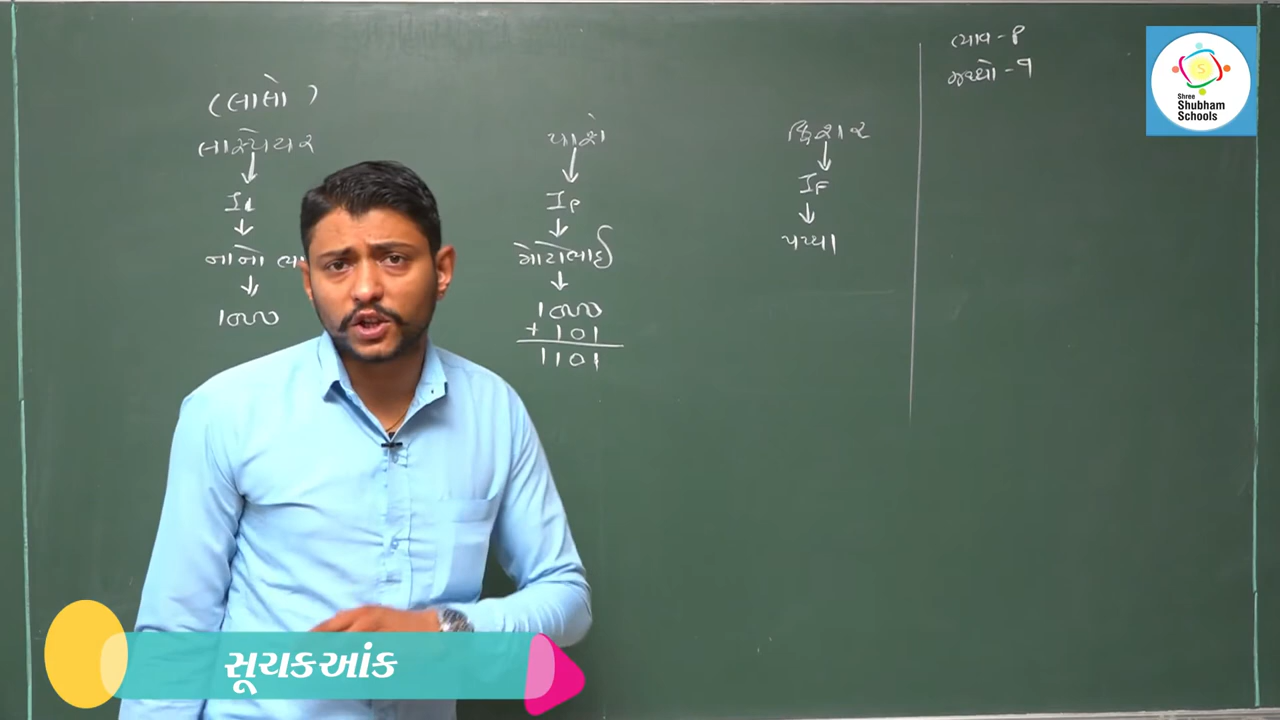 (લાલો)
લાસ્પેયર
IL
નાનો ભા
1000
પાશે
IP
મોટોભાઈ
1000
+ 101
1101
ફિશર
IF
પપ્પા
ભાવ - P
જથ્થો - q
S
Shree
Shubham
Schools
સૂચકઆંક